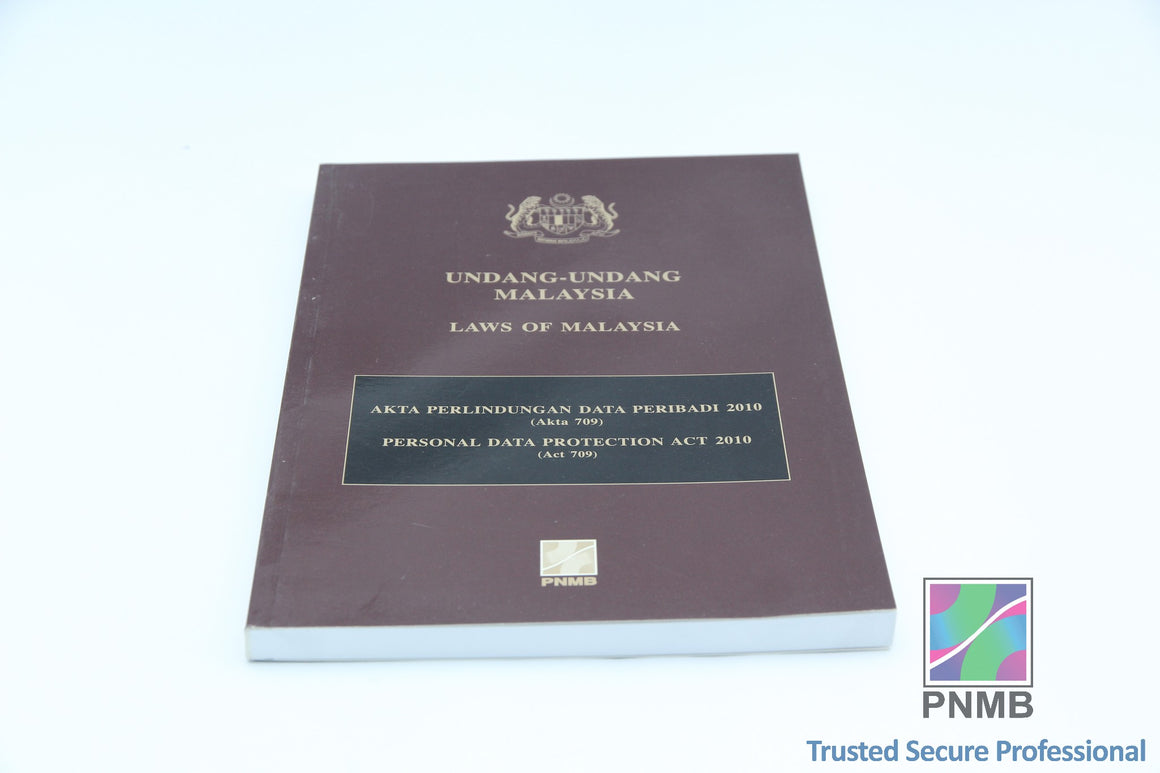 UNDANG-UNDANG
MALAYSIA
LAWS OF MALAYSIA
AKTA PERLINDUNGAN DATA PERIBADI 2010
(Akta 709)
PERSONAL DATA PROTECTION ACT 2010
(Act 709)
PNMB
PNMB
Trusted Secure Professional